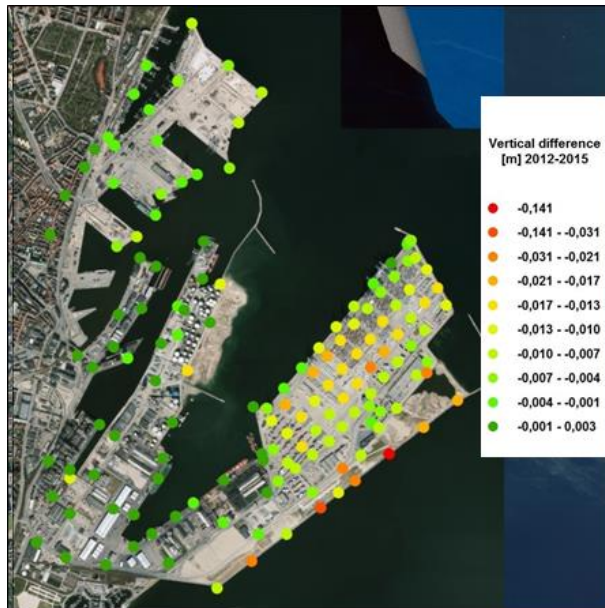 Vertical difference
[m] 2012-2015
-0,141
-0,141 - -0,031
-0,031 - -0,021
-0,021 - -0,017
-0,017 - -0,013
-0,013 - -0,010
-0,010 - -0,007
-0,007 - -0,004
-0,004 - -0,001
-0,001 - 0,003